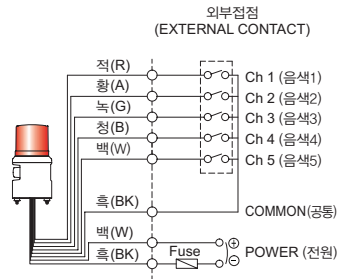 외부접점
(EXTERNAL CONTACT)
적(R)
Ch 1 (음색1)
황(A)
Ch 2 (음색2)
녹(G)
Ch 3 (음색3)
청(B)
Ch 4 (음색4)
백(W)
Ch 5 (음색5)
흑(BK)
COMMON(공통)
백(W)
흑(BK)
Fuse
POWER (전원)